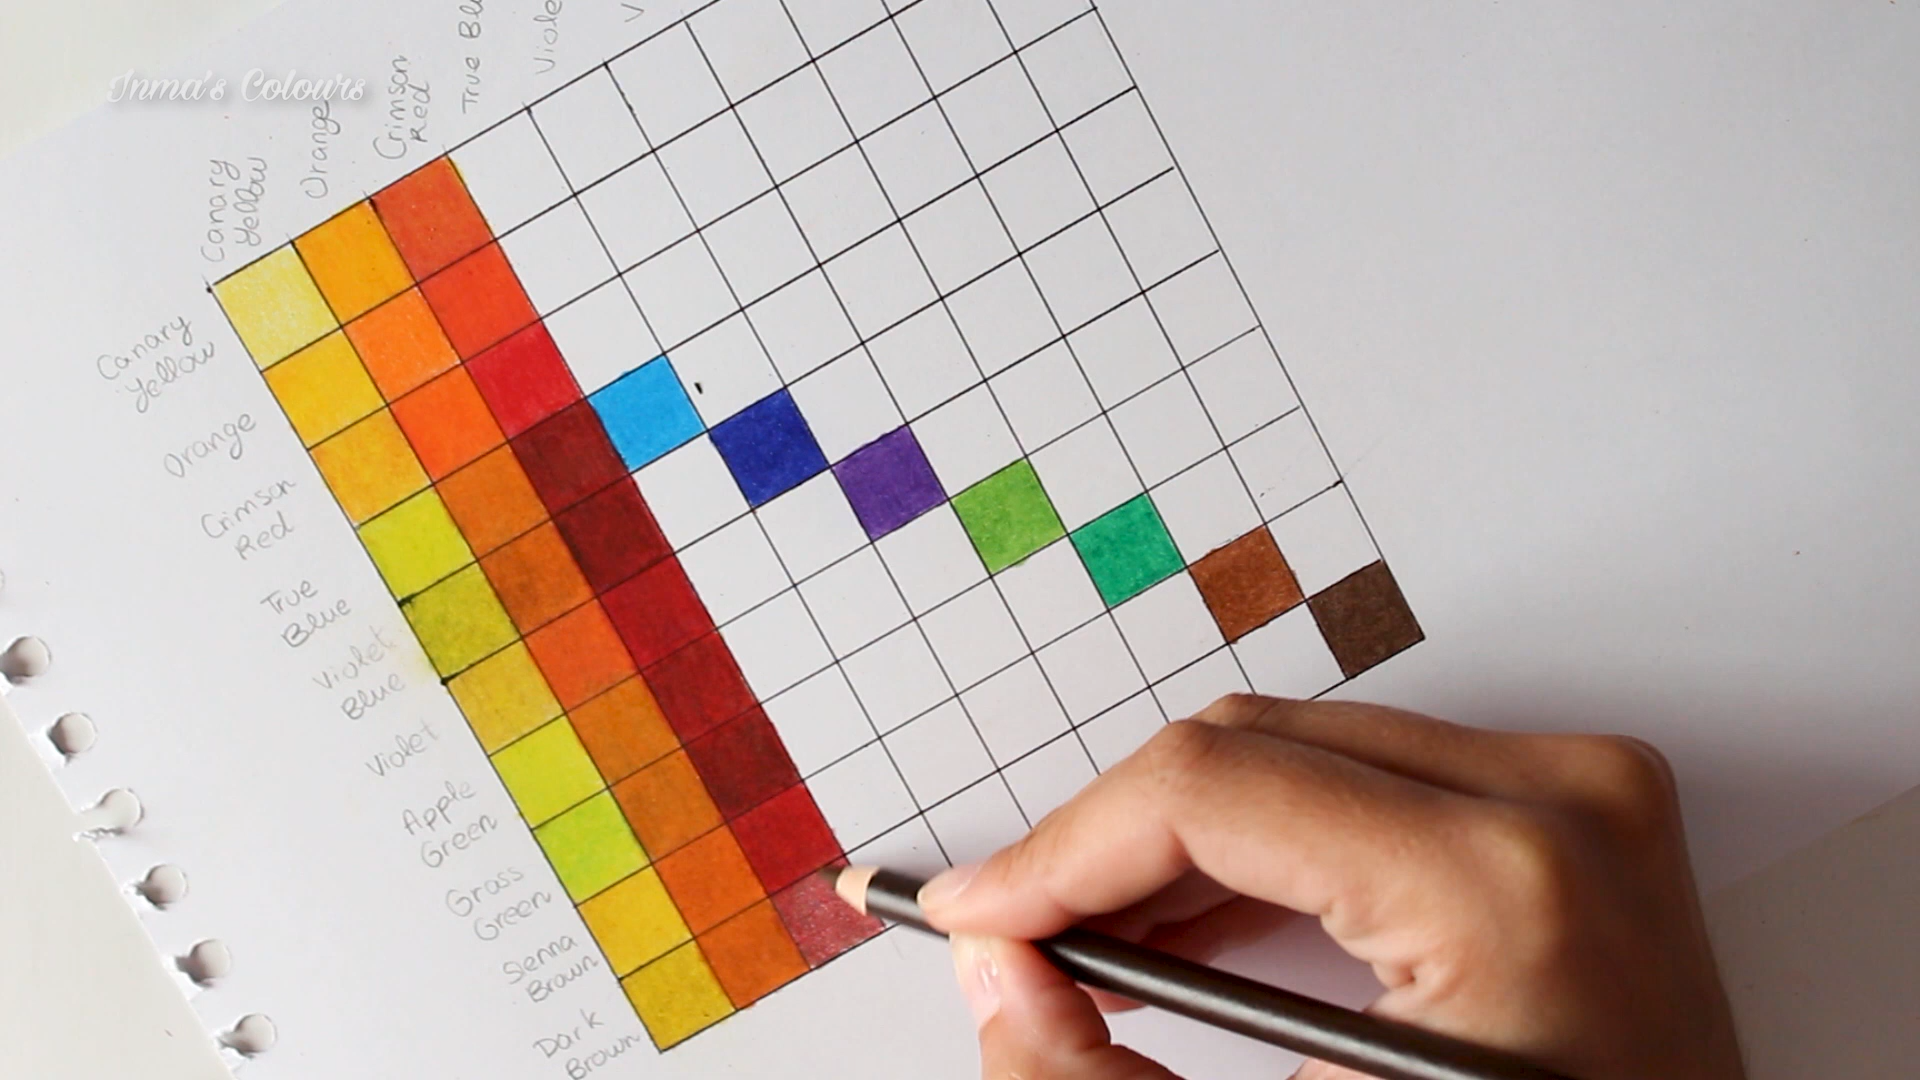 Inma's Colours
Canary
Yellow
Orange
Crimson
Red
True Blu
Viole
V
Canary
Yellow
Orange
Crimson
Red
True
Blue
Violet
Blue
Violet
Apple
Green
Grass
Green
Sienna
Brown
Dark
Brown